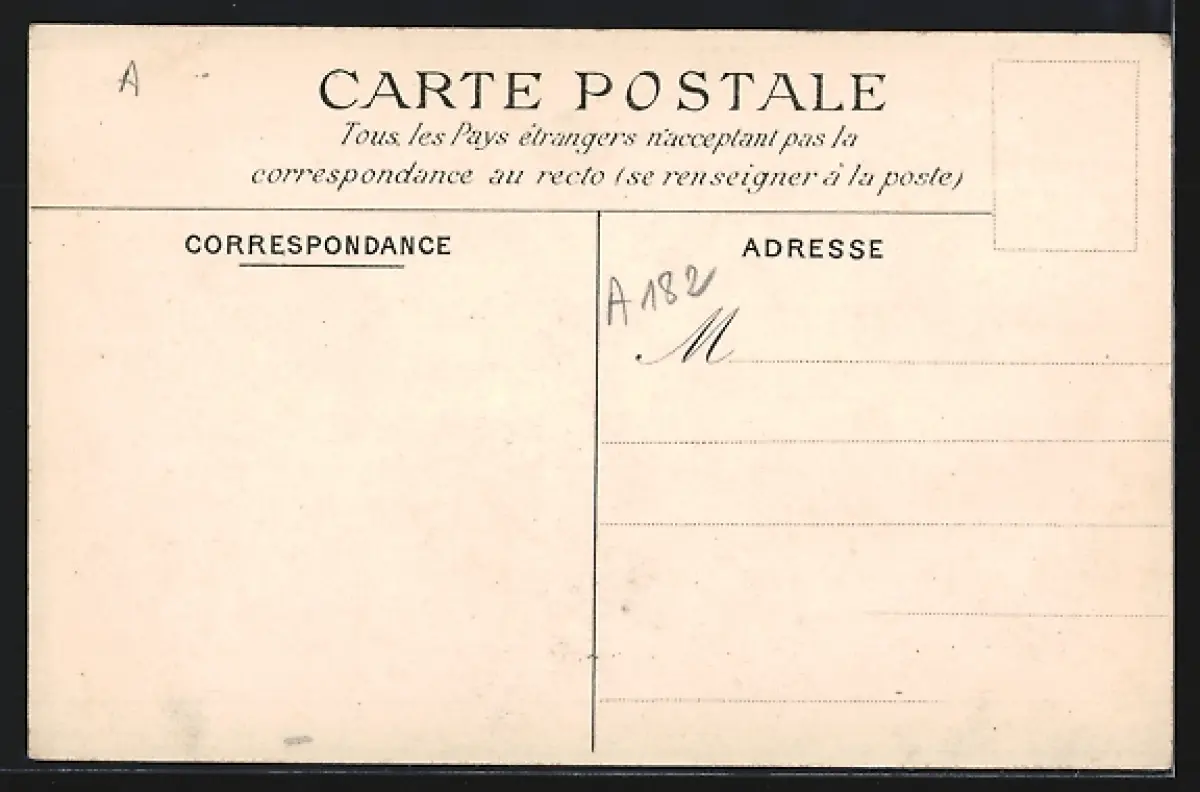 A
CARTE POSTALE
Tous les Pays étrangers n'acceptant pas la
correspondance au recto (se renseigner à la poste)
CORRESPONDANCE
ADRESSE
A 182
M